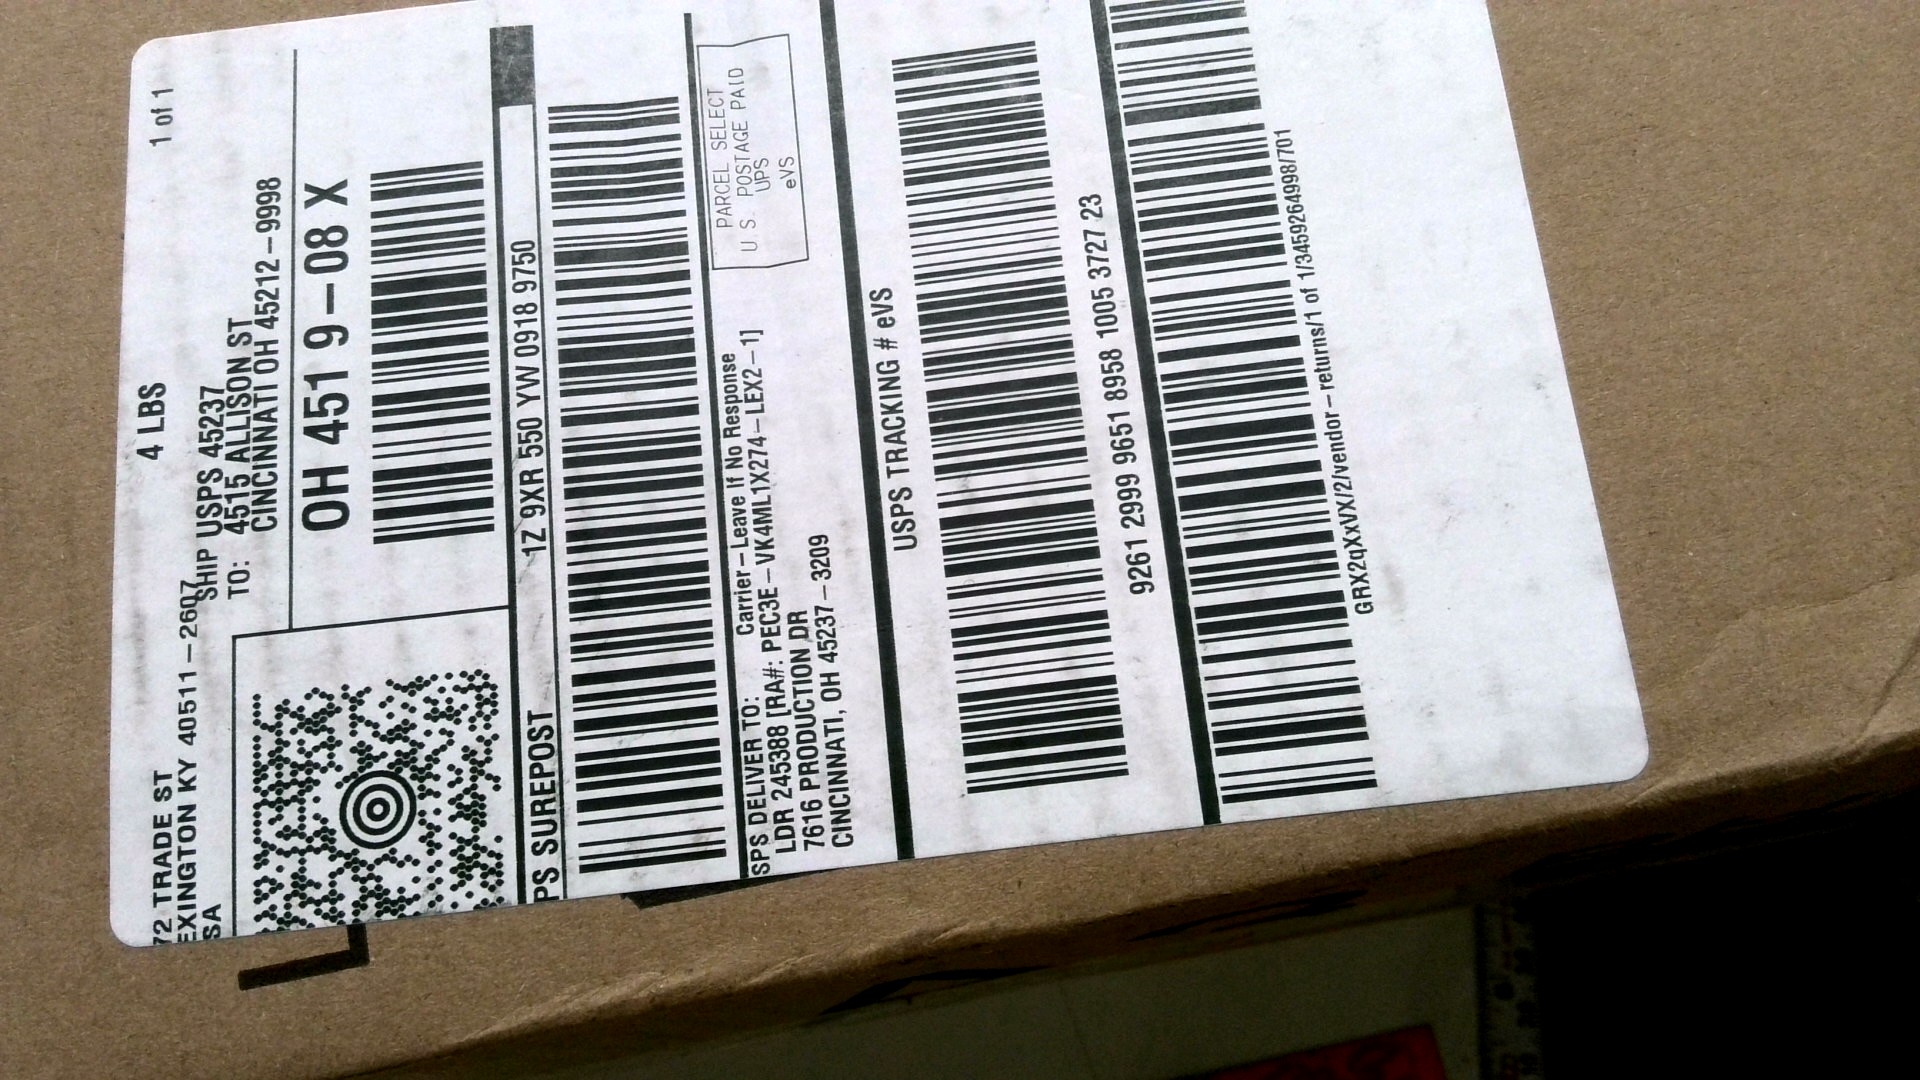 72 TRADE ST
EXINGTON KY 40511-2607
SA
4 LBS
1 of 1
SHIP USPS 45237
TO: 4515 ALLISON ST
CINCINNATI OH 45212-9998
OH 451 9-08 X
PS SUREPOST
1Z 9XR 550 YW 0918 9750
SPS DELIVER TO:
Carrier-Leave If No Response
LDR 245388 [RA#: PEC3E-VK4ML1X274-LEX2-1]
7616 PRODUCTION DR
CINCINNATI, OH 45237-3209
PARCEL SELECT
U.S. POSTAGE PAID
UPS
eVS
USPS TRACKING # eVS
9261 2999 9651 8958 1005 3727 23
GRX2qXxVX/2/vendor-returns/1 of 1/3459264998/701